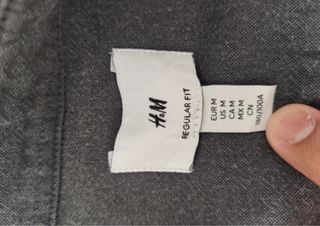 H&M
REGULAR FIT
EUR M
US M
CA M
MX M
CN
180/100A